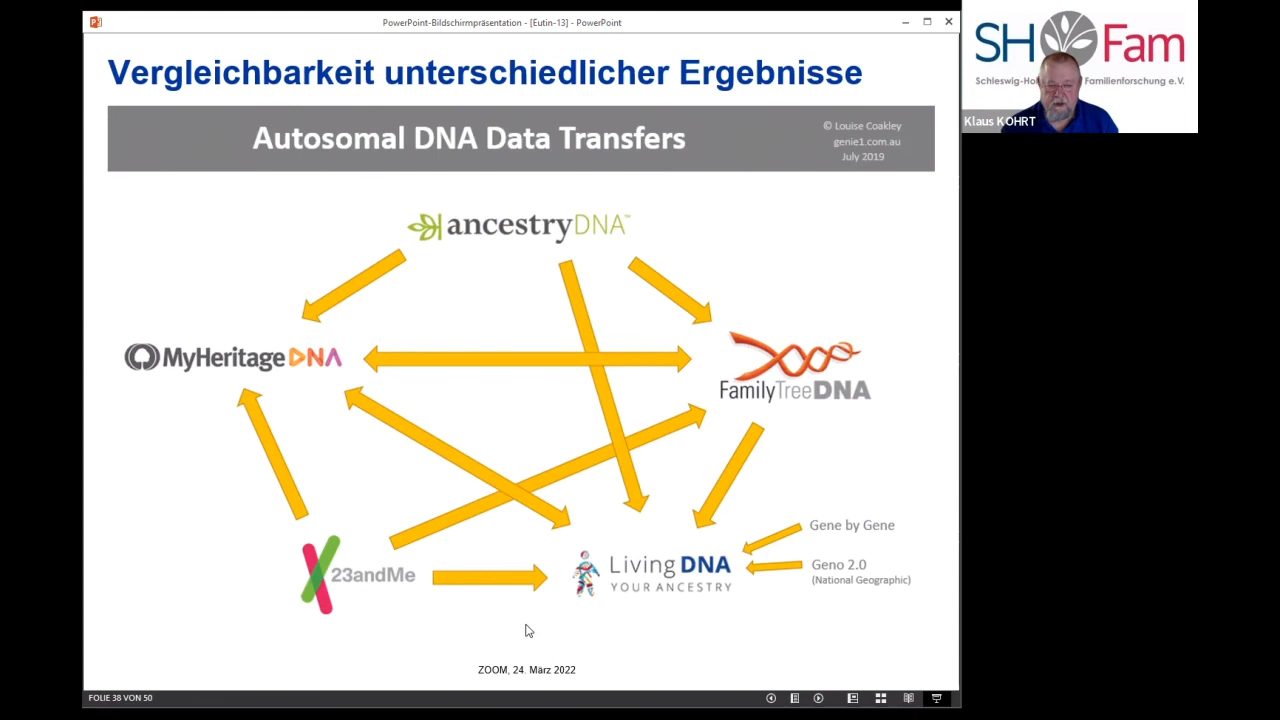 PowerPoint-Bildschirmpräsentation - [Eutin-13] - PowerPoint
Vergleichbarkeit unterschiedlicher Ergebnisse
Autosomal DNA Data Transfers
© Louise Coakley
genie1.com.au
July 2019
ancestryDNA™
MyHeritage DNA
FamilyTreeDNA
23andMe
Living DNA
YOUR ANCESTRY
Gene by Gene
Geno 2.0
(National Geographic)
ZOOM, 24. März 2022
FOLIE 38 VON 50
SH Fam
Schleswig-Ho Familienforschung e.V.
Klaus KOHRT